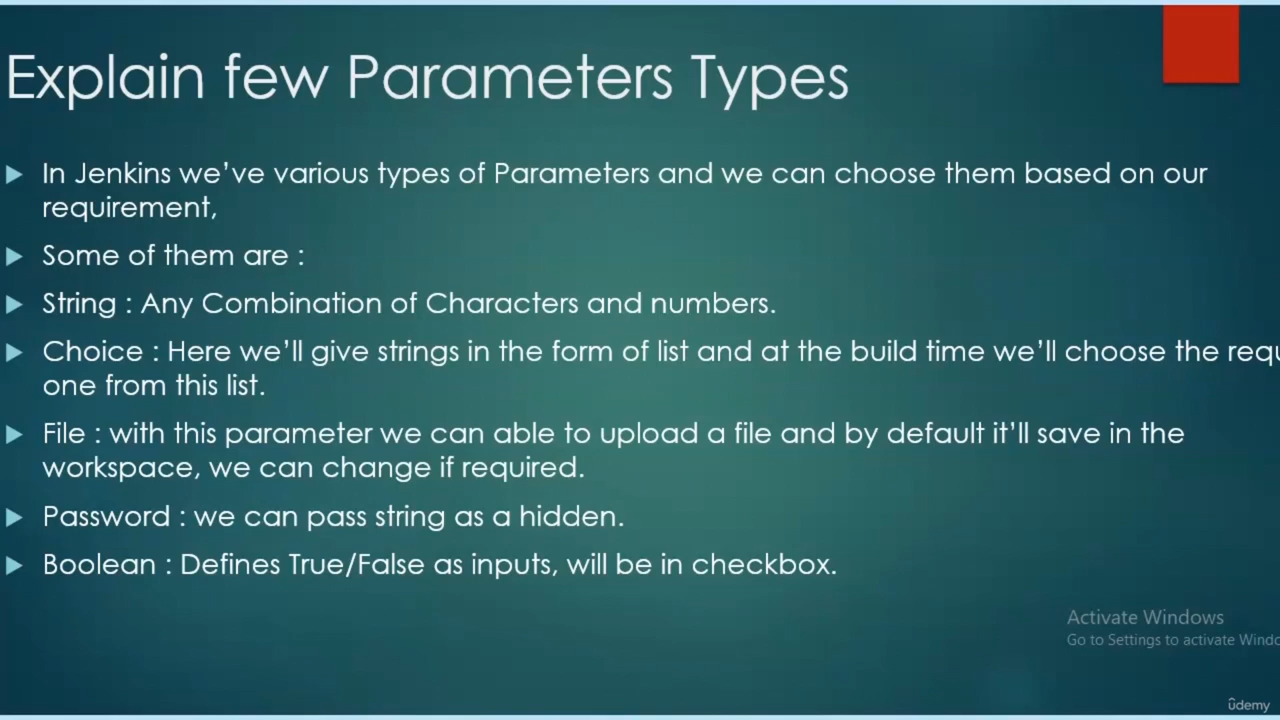 Explain few Parameters Types
In Jenkins we've various types of Parameters and we can choose them based on our
requirement,
Some of them are :
String : Any Combination of Characters and numbers.
Choice : Here we'll give strings in the form of list and at the build time we'll choose the
one from this list.
File : with this parameter we can able to upload a file and by default it'll save in the
workspace, we can change if required.
Password : we can pass string as a hidden.
Boolean : Defines True/False as inputs, will be in checkbox.
Activate Windows
Go to Settings to activate
ûdemy